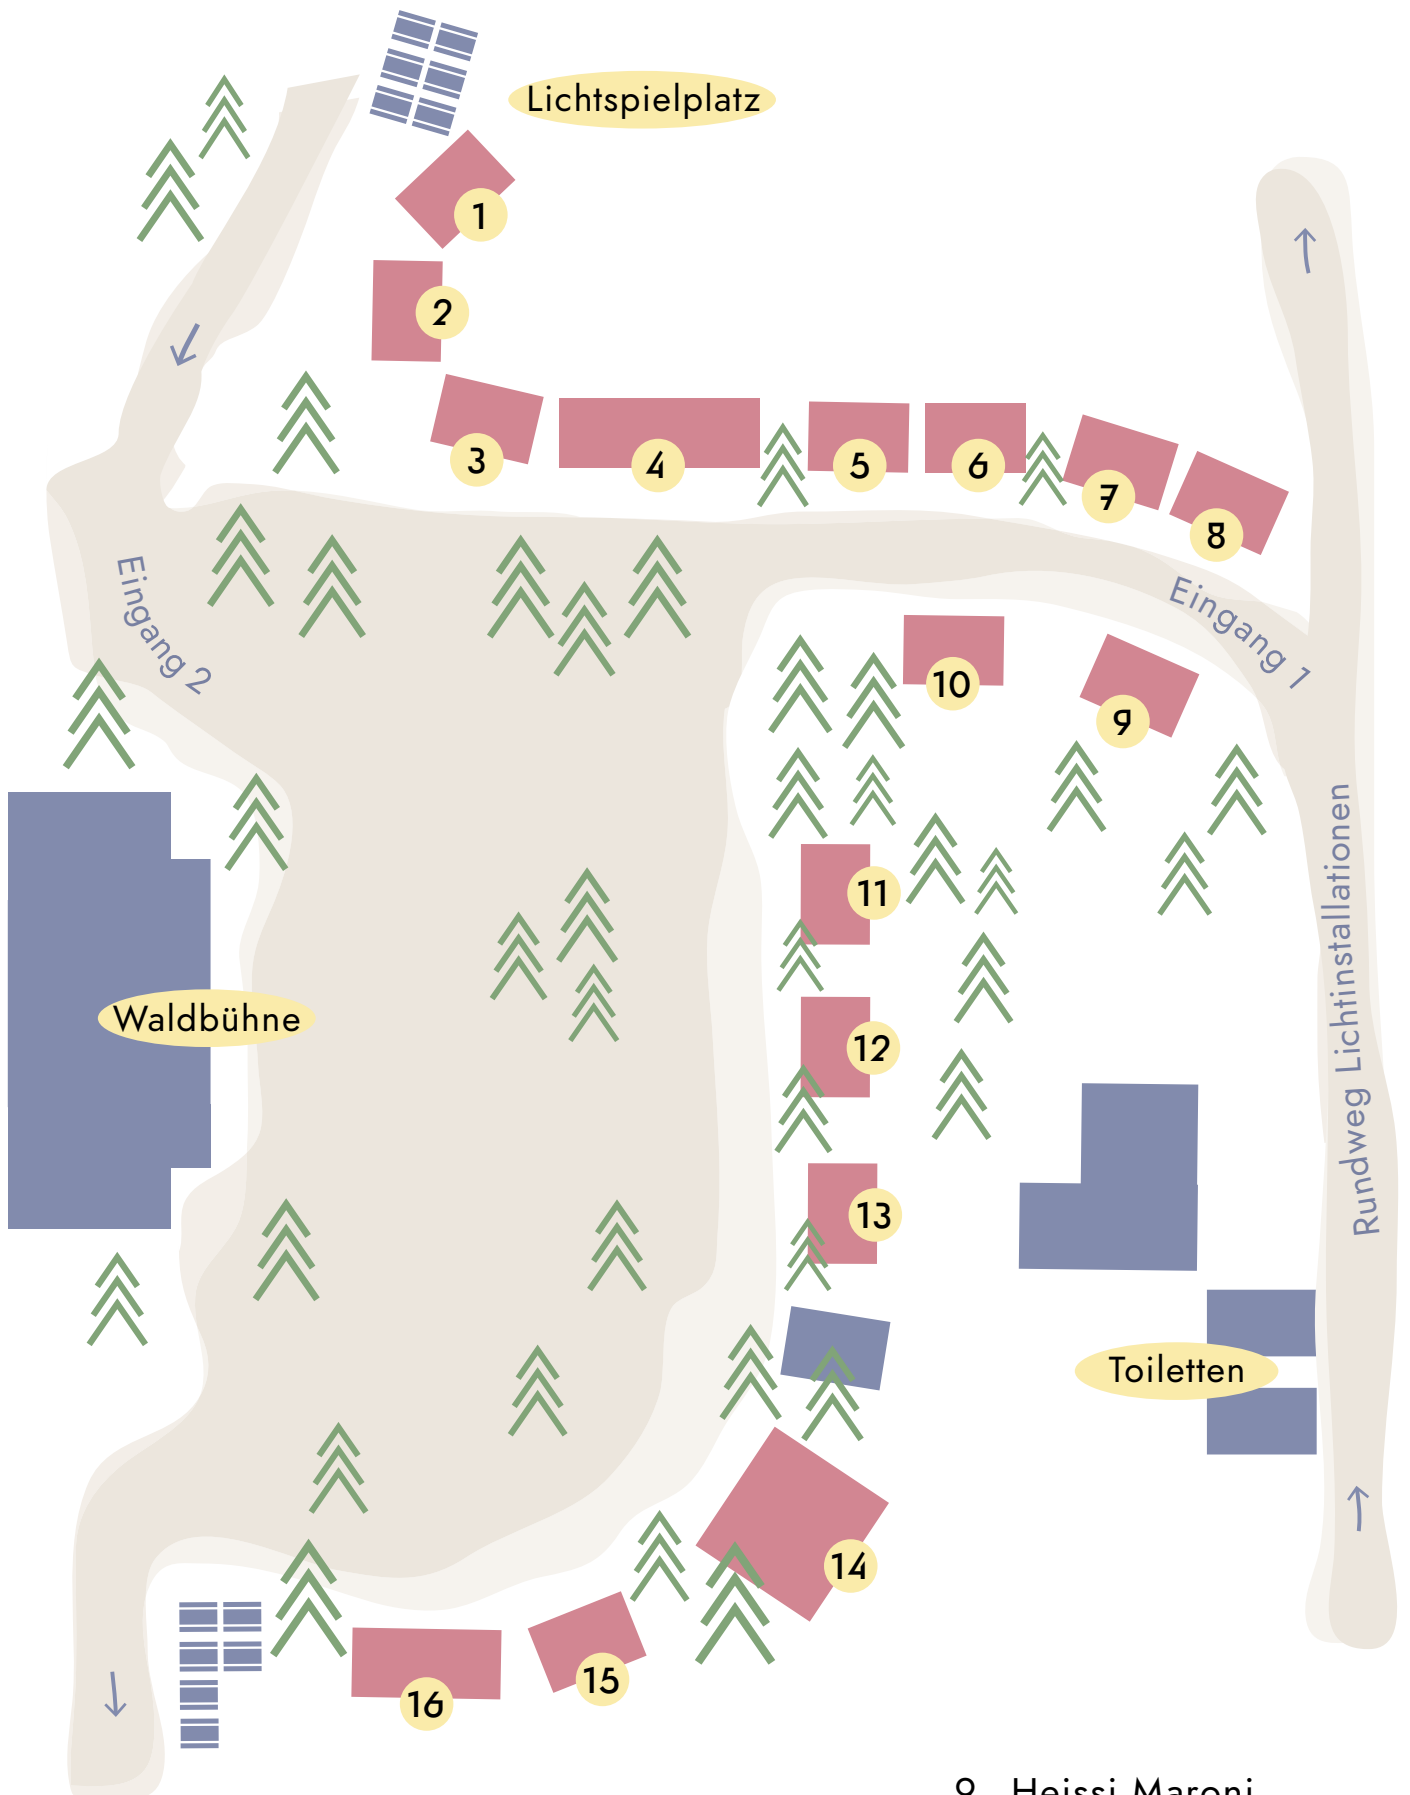 Lichtspielplatz
1
2
3
4
5
6
7
8
Eingang 2
Eingang 1
10
9
11
Waldbühne
12
Rundweg Lichtinstallationen
13
Toiletten
14
15
16
9 Heissi Maroni